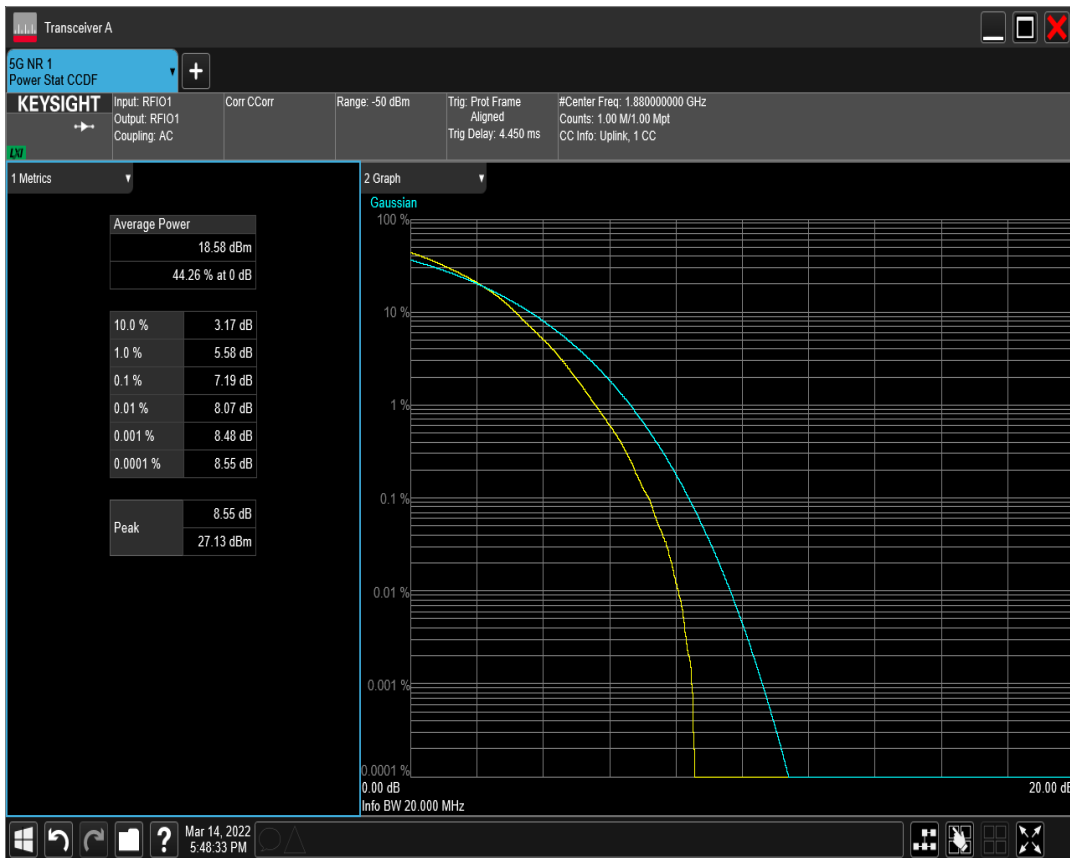 Transceiver A
5G NR 1
Power Stat CCDF
KEYSIGHT
LXI
Input: RFIO1
Output: RFIO1
Coupling: AC
Corr CCorr
Range: -50 dBm
Trig: Prot Frame
Aligned
Trig Delay: 4.450 ms
#Center Freq: 1.880000000 GHz
Counts: 1.00 M/1.00 Mpt
CC Info: Uplink, 1 CC
1 Metrics
Average Power
18.58 dBm
44.26 % at 0 dB
10.0 % 3.17 dB
1.0 % 5.58 dB
0.1 % 7.19 dB
0.01 % 8.07 dB
0.001 % 8.48 dB
0.0001 % 8.55 dB
Peak 8.55 dB
27.13 dBm
2 Graph
Gaussian
100 %
10 %
1 %
0.1 %
0.01 %
0.001 %
0.0001 %
0.00 dB 20.00 dB
Info BW 20.000 MHz
Mar 14, 2022
5:48:33 PM